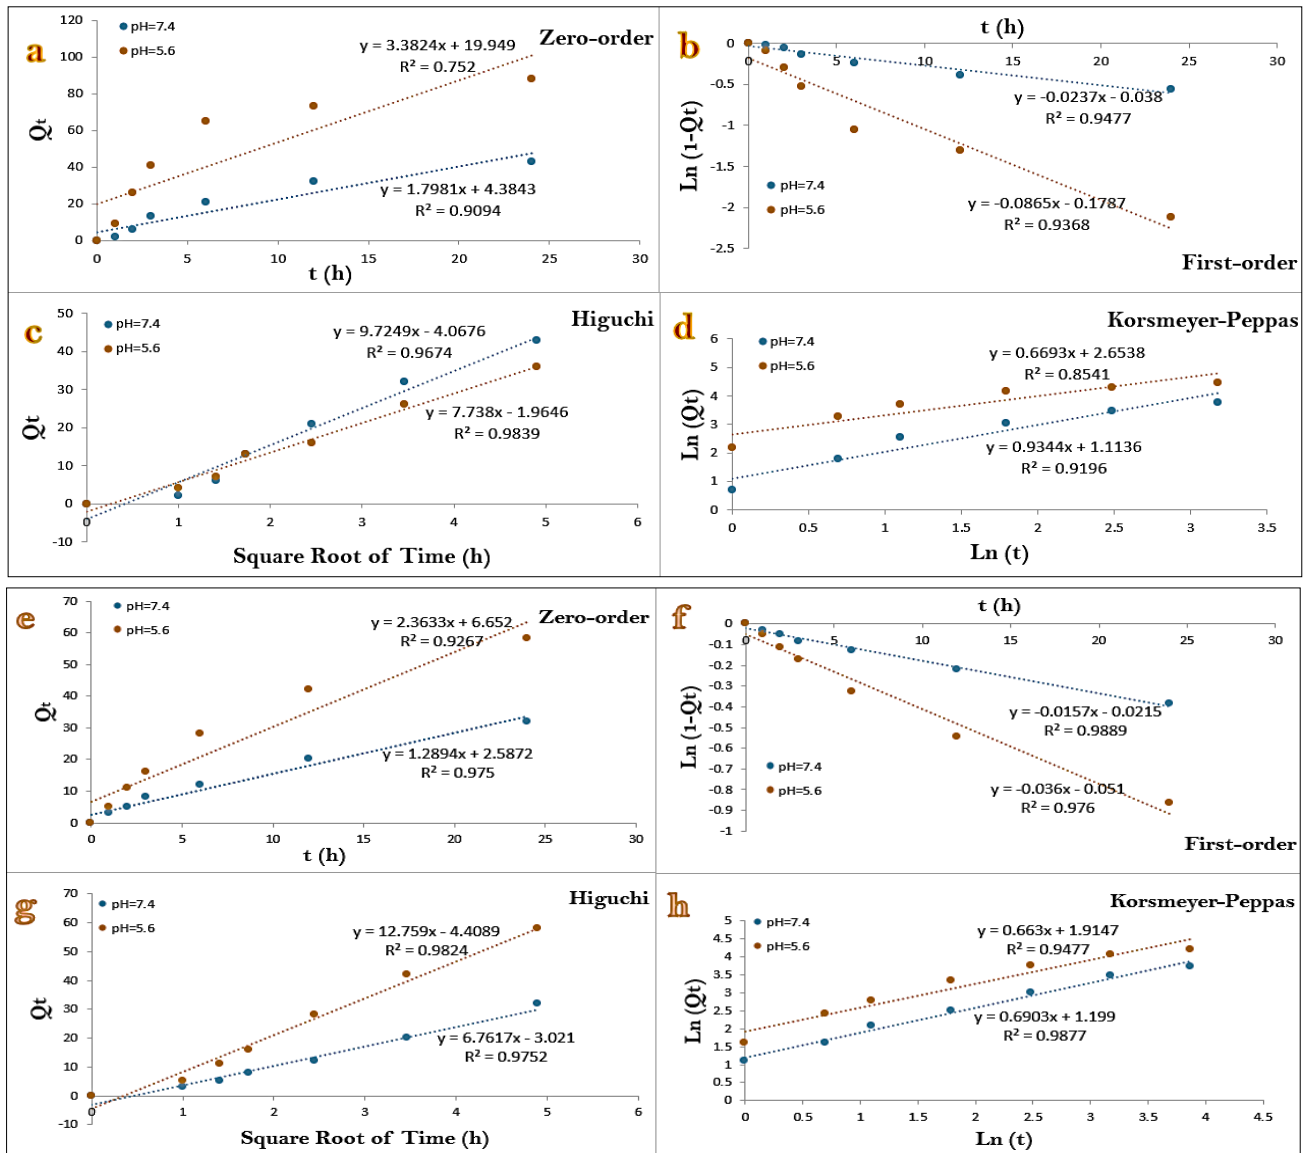 a
Zero-order
pH=7.4
pH=5.6
y = 3.3824x + 19.949
R² = 0.752
y = 1.7981x + 4.3843
R² = 0.9094
120
100
80
60
40
20
0
0 5 10 15 20 25 30
Qt
t (h)
b
t (h)
0 5 10 15 20 25 30
0
-0.5
-1
-1.5
-2
-2.5
Ln (1-Qt)
y = -0.0237x - 0.038
R² = 0.9477
pH=7.4
pH=5.6
y = -0.0865x - 0.1787
R² = 0.9368
First-order
c
Higuchi
pH=7.4
pH=5.6
y = 9.7249x - 4.0676
R² = 0.9674
y = 7.738x - 1.9646
R² = 0.9839
50
40
30
20
10
0
-10
0 1 2 3 4 5 6
Qt
Square Root of Time (h)
d
Korsmeyer-Peppas
pH=7.4
pH=5.6
y = 0.6693x + 2.6538
R² = 0.8541
y = 0.9344x + 1.1136
R² = 0.9196
6
5
4
3
2
1
0
0 0.5 1 1.5 2 2.5 3 3.5
Ln (Qt)
Ln (t)
e
Zero-order
pH=7.4
pH=5.6
y = 2.3633x + 6.652
R² = 0.9267
y = 1.2894x + 2.5872
R² = 0.975
70
60
50
40
30
20
10
0
0 5 10 15 20 25 30
Qt
t (h)
f
t (h)
0 5 10 15 20 25 30
0
-0.1
-0.2
-0.3
-0.4
-0.5
-0.6
-0.7
-0.8
-0.9
-1
Ln (1-Qt)
y = -0.0157x - 0.0215
R² = 0.9889
pH=7.4
pH=5.6
y = -0.036x - 0.051
R² = 0.976
First-order
g
Higuchi
pH=7.4
pH=5.6
y = 12.759x - 4.4089
R² = 0.9824
y = 6.7617x - 3.021
R² = 0.9752
70
60
50
40
30
20
10
0
-10
0 1 2 3 4 5 6
Qt
Square Root of Time (h)
h
Korsmeyer-Peppas
pH=7.4
pH=5.6
y = 0.663x + 1.9147
R² = 0.9477
y = 0.6903x + 1.199
R² = 0.9877
5
4.5
4
3.5
3
2.5
2
1.5
1
0.5
0
0 0.5 1 1.5 2 2.5 3 3.5 4 4.5
Ln (Qt)
Ln (t)